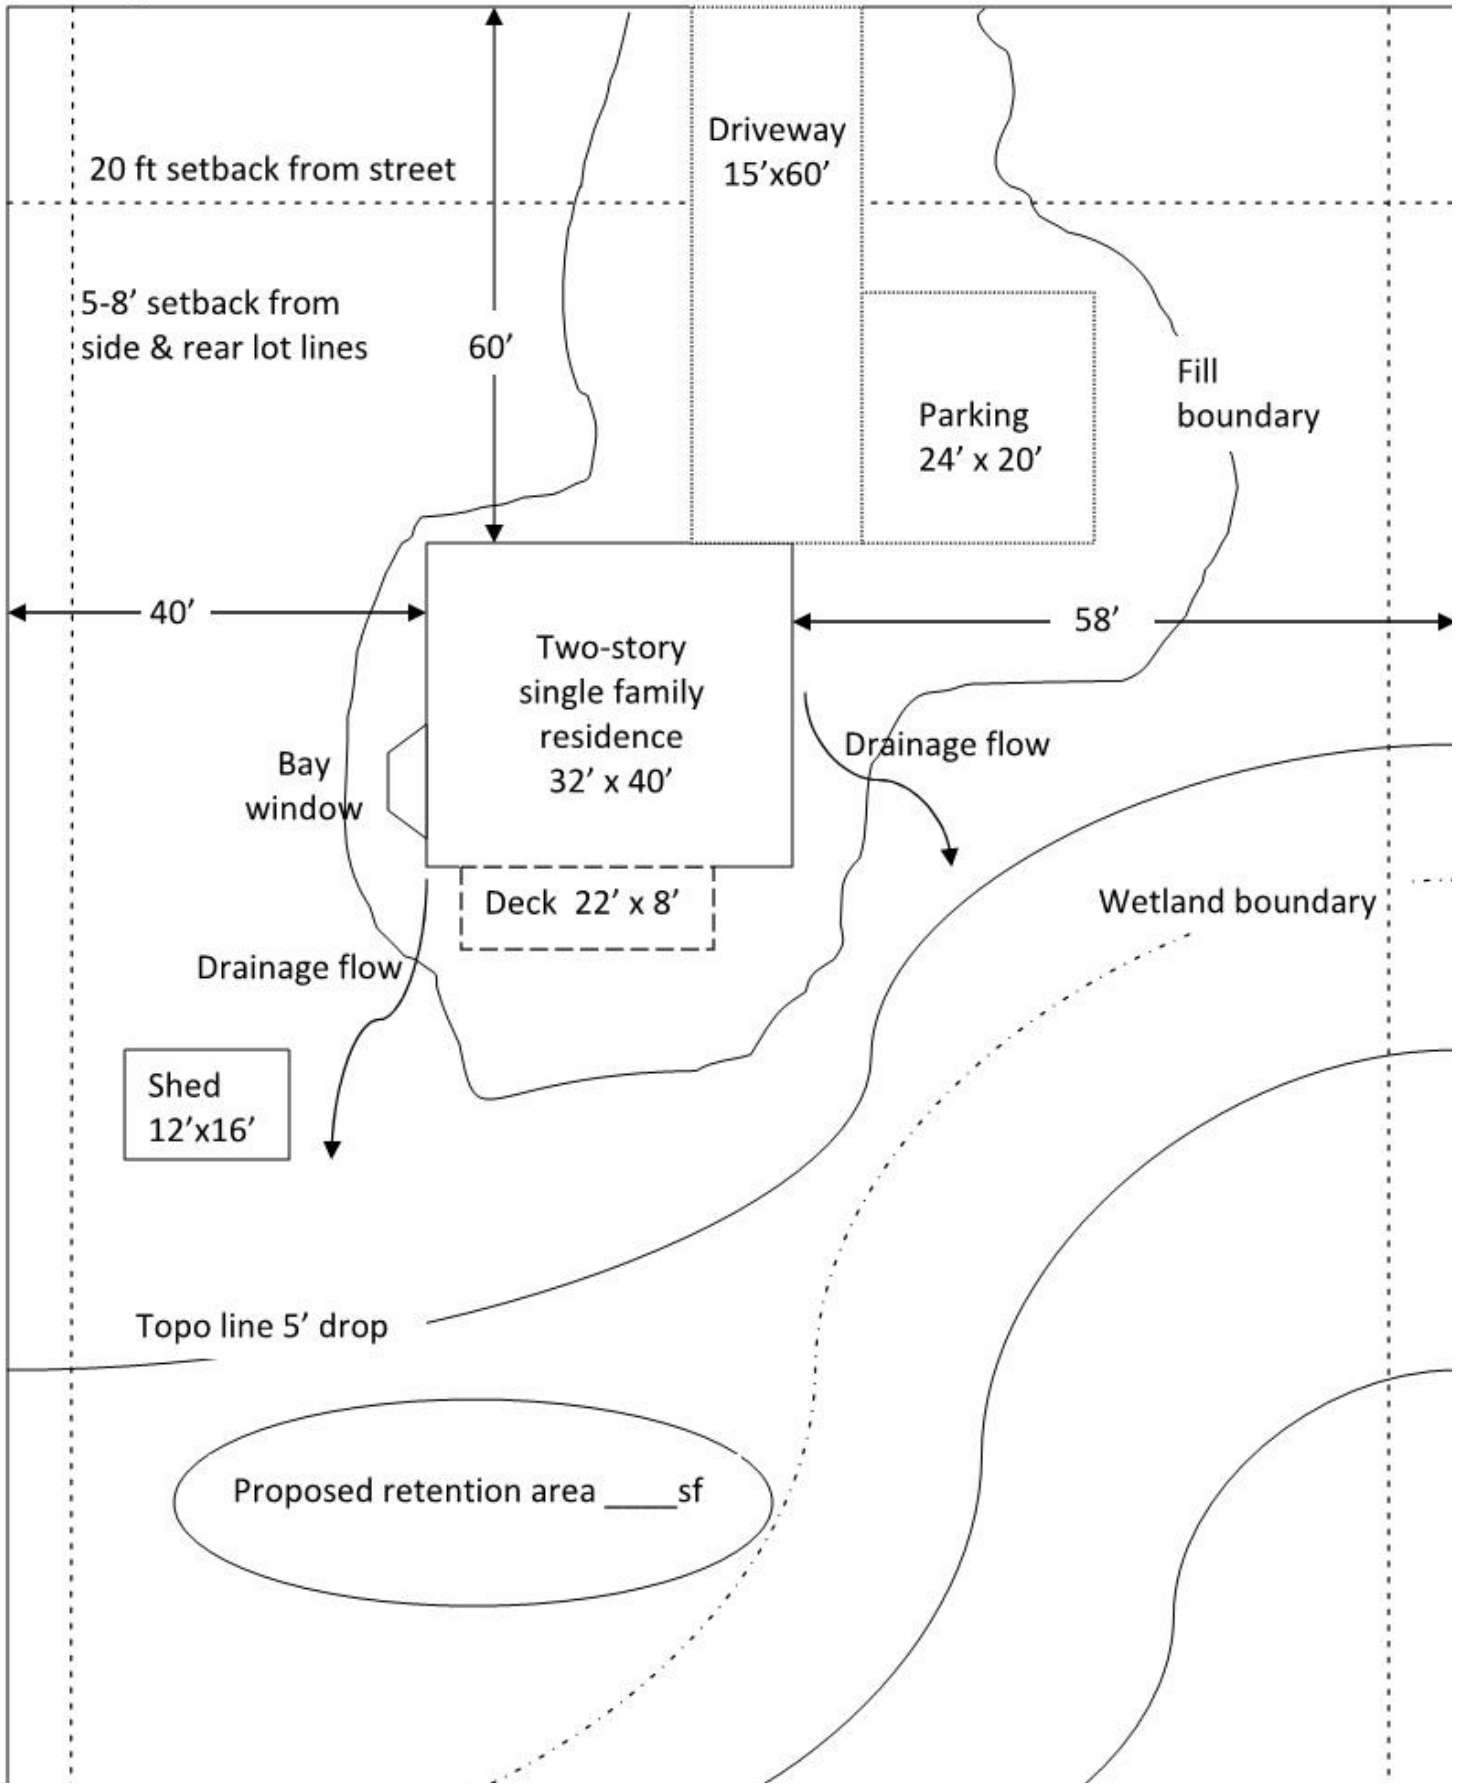 Driveway
15’x60’
20 ft setback from street
5-8’ setback from
side & rear lot lines
60’
Fill
boundary
Parking
24’ x 20’
40’
58’
Two-story
single family
residence
32’ x 40’
Drainage flow
Bay
window
Deck  22’ x 8’
Wetland boundary
Drainage flow
Shed
12’x16’
Topo line 5’ drop
Proposed retention area _____sf